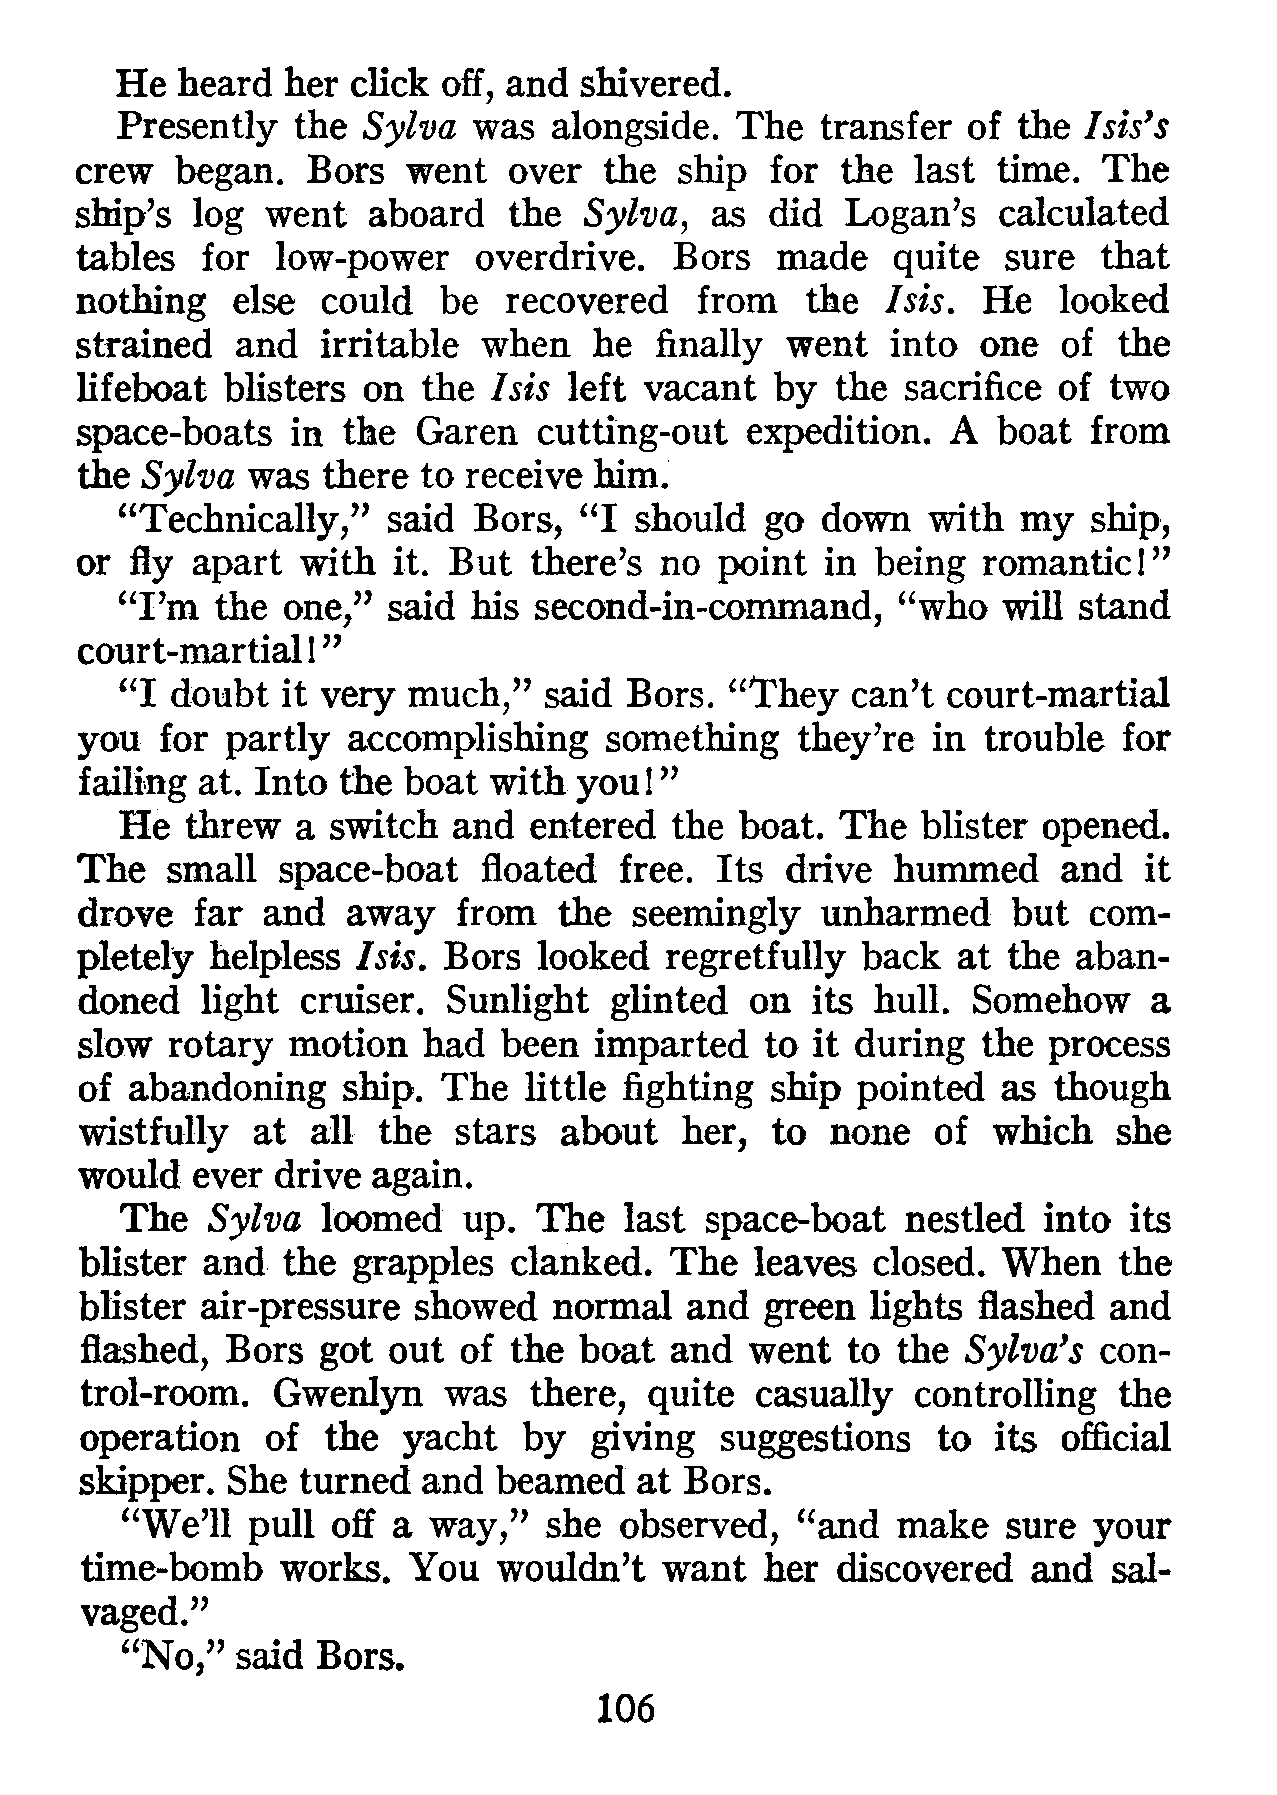 He heard her click off, and shivered.
Presently the Sylva was alongside. The transfer of the Isis's
crew began. Bors went over the ship for the last time. The
ship's log went aboard the Sylva, as did Logan's calculated
tables for low-power overdrive. Bors made quite sure that
nothing else could be recovered from the Isis. He looked
strained and irritable when he finally went into one of the
lifeboat blisters on the Isis left vacant by the sacrifice of two
space-boats in the Garen cutting-out expedition. A boat from
the Sylva was there to receive him.
“Technically,” said Bors, “I should go down with my ship,
or fly apart with it. But there's no point in being romantic!”
“I'm the one,” said his second-in-command, “who will stand
court-martial!”
“I doubt it very much,” said Bors. “They can't court-martial
you for partly accomplishing something they're in trouble for
failing at. Into the boat with you!”
He threw a switch and entered the boat. The blister opened.
The small space-boat floated free. Its drive hummed and it
drove far and away from the seemingly unharmed but com-
pletely helpless Isis. Bors looked regretfully back at the aban-
doned light cruiser. Sunlight glinted on its hull. Somehow a
slow rotary motion had been imparted to it during the process
of abandoning ship. The little fighting ship pointed as though
wistfully at all the stars about her, to none of which she
would ever drive again.
The Sylva loomed up. The last space-boat nestled into its
blister and the grapples clanked. The leaves closed. When the
blister air-pressure showed normal and green lights flashed and
flashed, Bors got out of the boat and went to the Sylva's con-
trol-room. Gwenlyn was there, quite casually controlling the
operation of the yacht by giving suggestions to its official
skipper. She turned and beamed at Bors.
“We'll pull off a way,” she observed, “and make sure your
time-bomb works. You wouldn't want her discovered and sal-
vaged.”
“No,” said Bors.
106